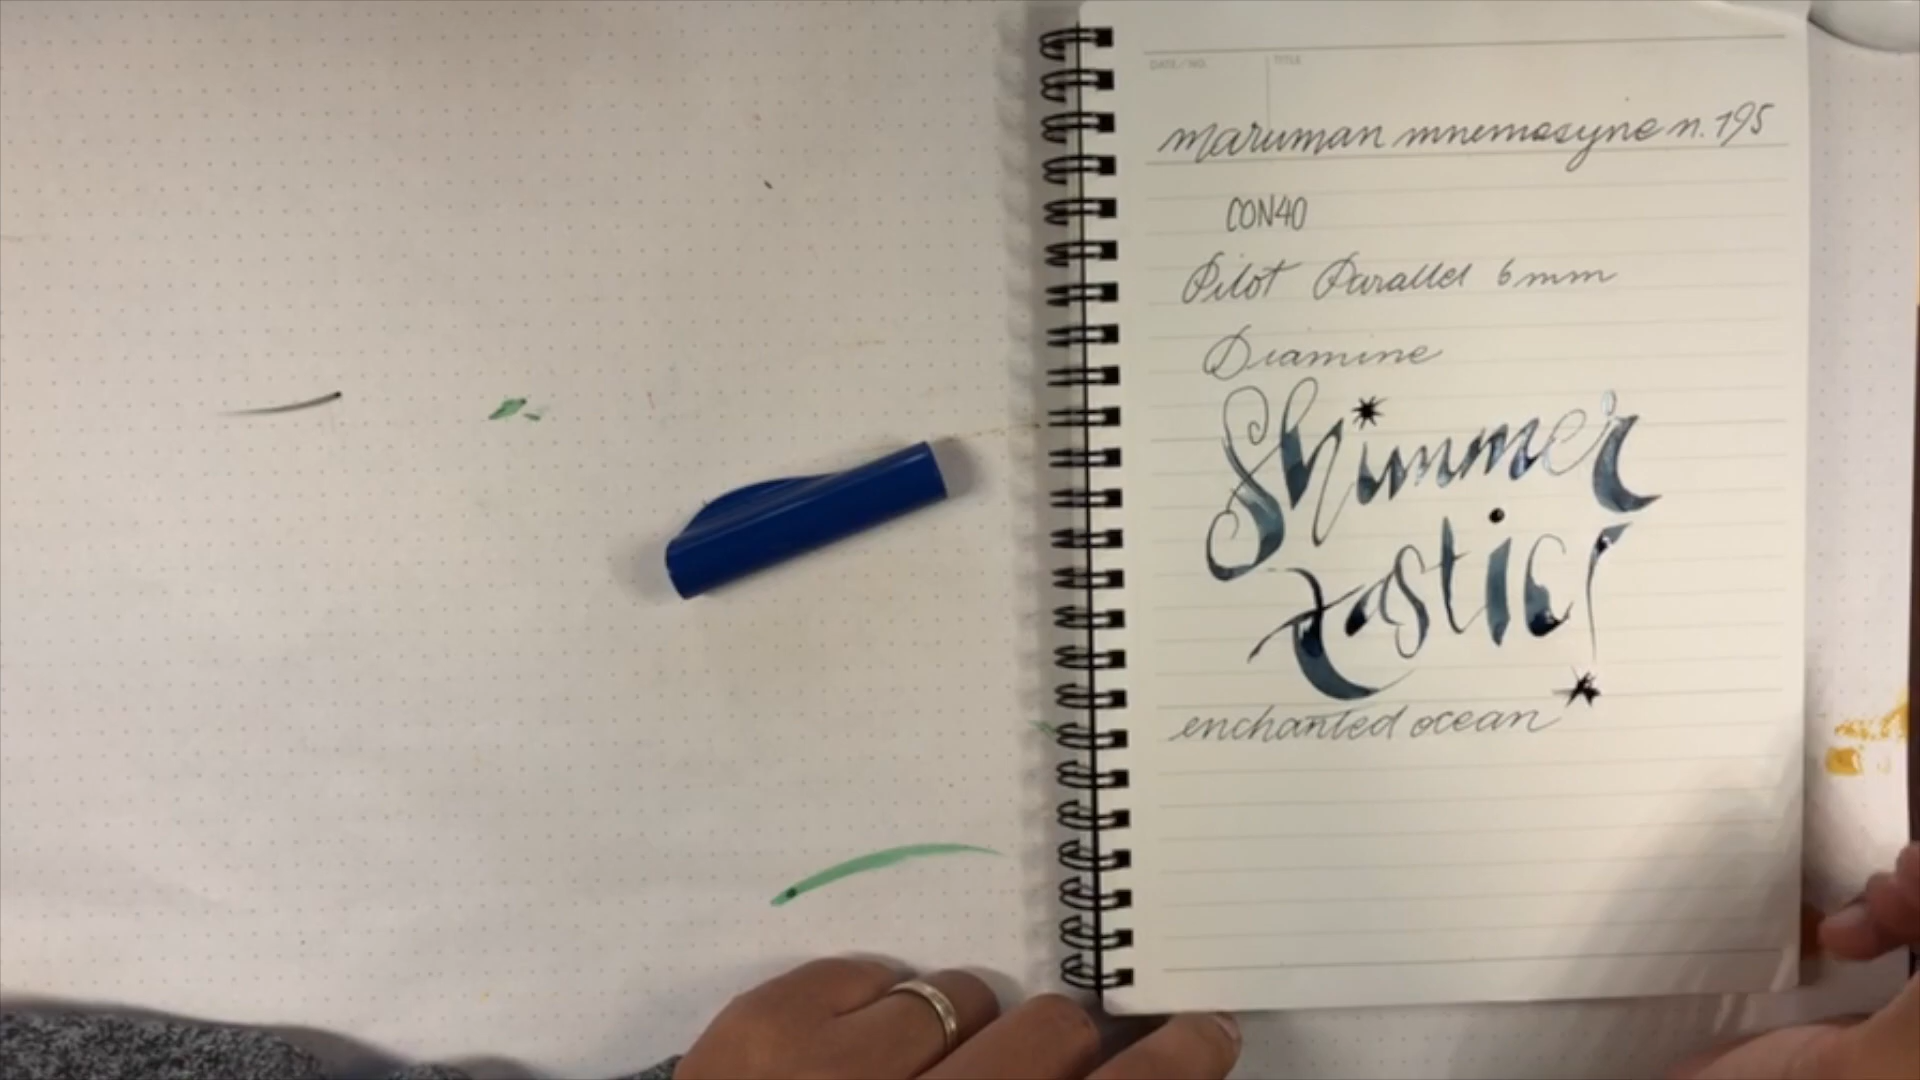 DATE/NO. TITLE
maruman mnemosyne n. 195
CON40
Pilot Parallel 6mm
Diamine
Shimmer
tastic!
enchanted ocean